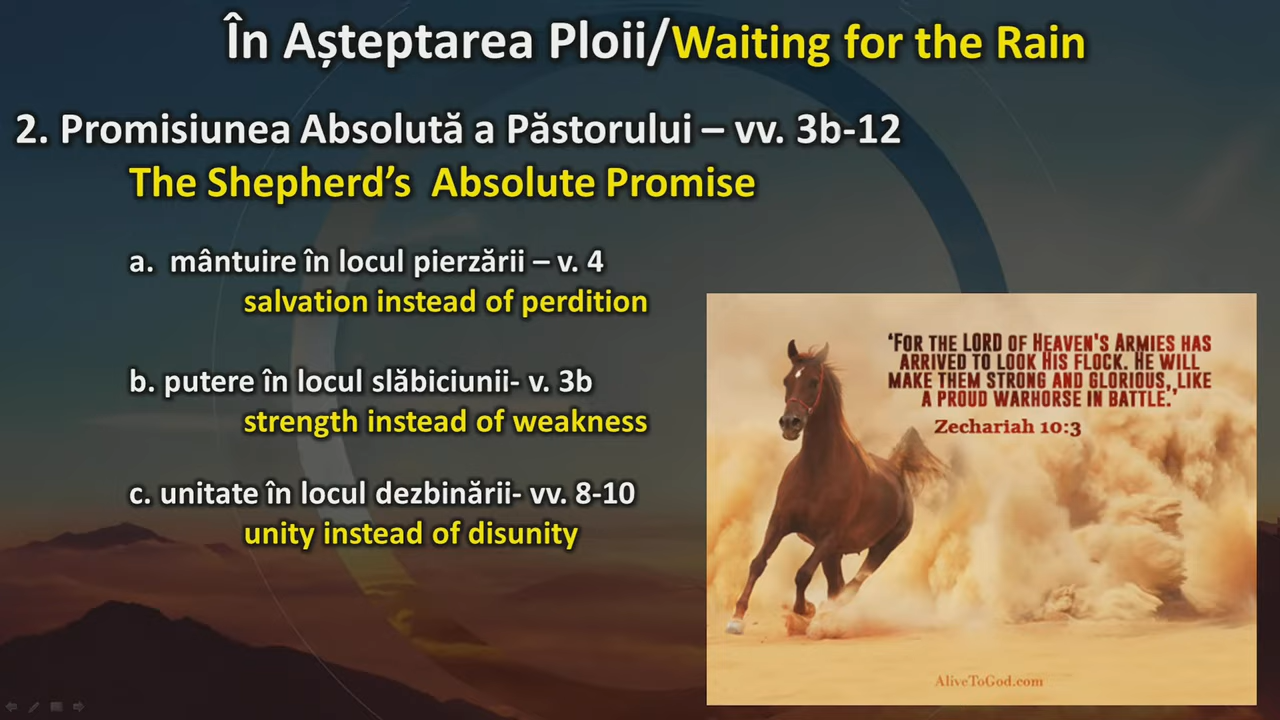 În Așteptarea Ploii/Waiting for the Rain
2. Promisiunea Absolută a Păstorului – vv. 3b-12
The Shepherd’s Absolute Promise
a. mântuire în locul pierzării – v. 4
salvation instead of perdition
b. putere în locul slăbiciunii- v. 3b
strength instead of weakness
c. unitate în locul dezbinării- vv. 8-10
unity instead of disunity
‘For the LORD of Heaven's Armies has
arrived to look His flock. He will
make them strong and glorious, like
a proud warhorse in battle.’
Zechariah 10:3
AliveToGod.com